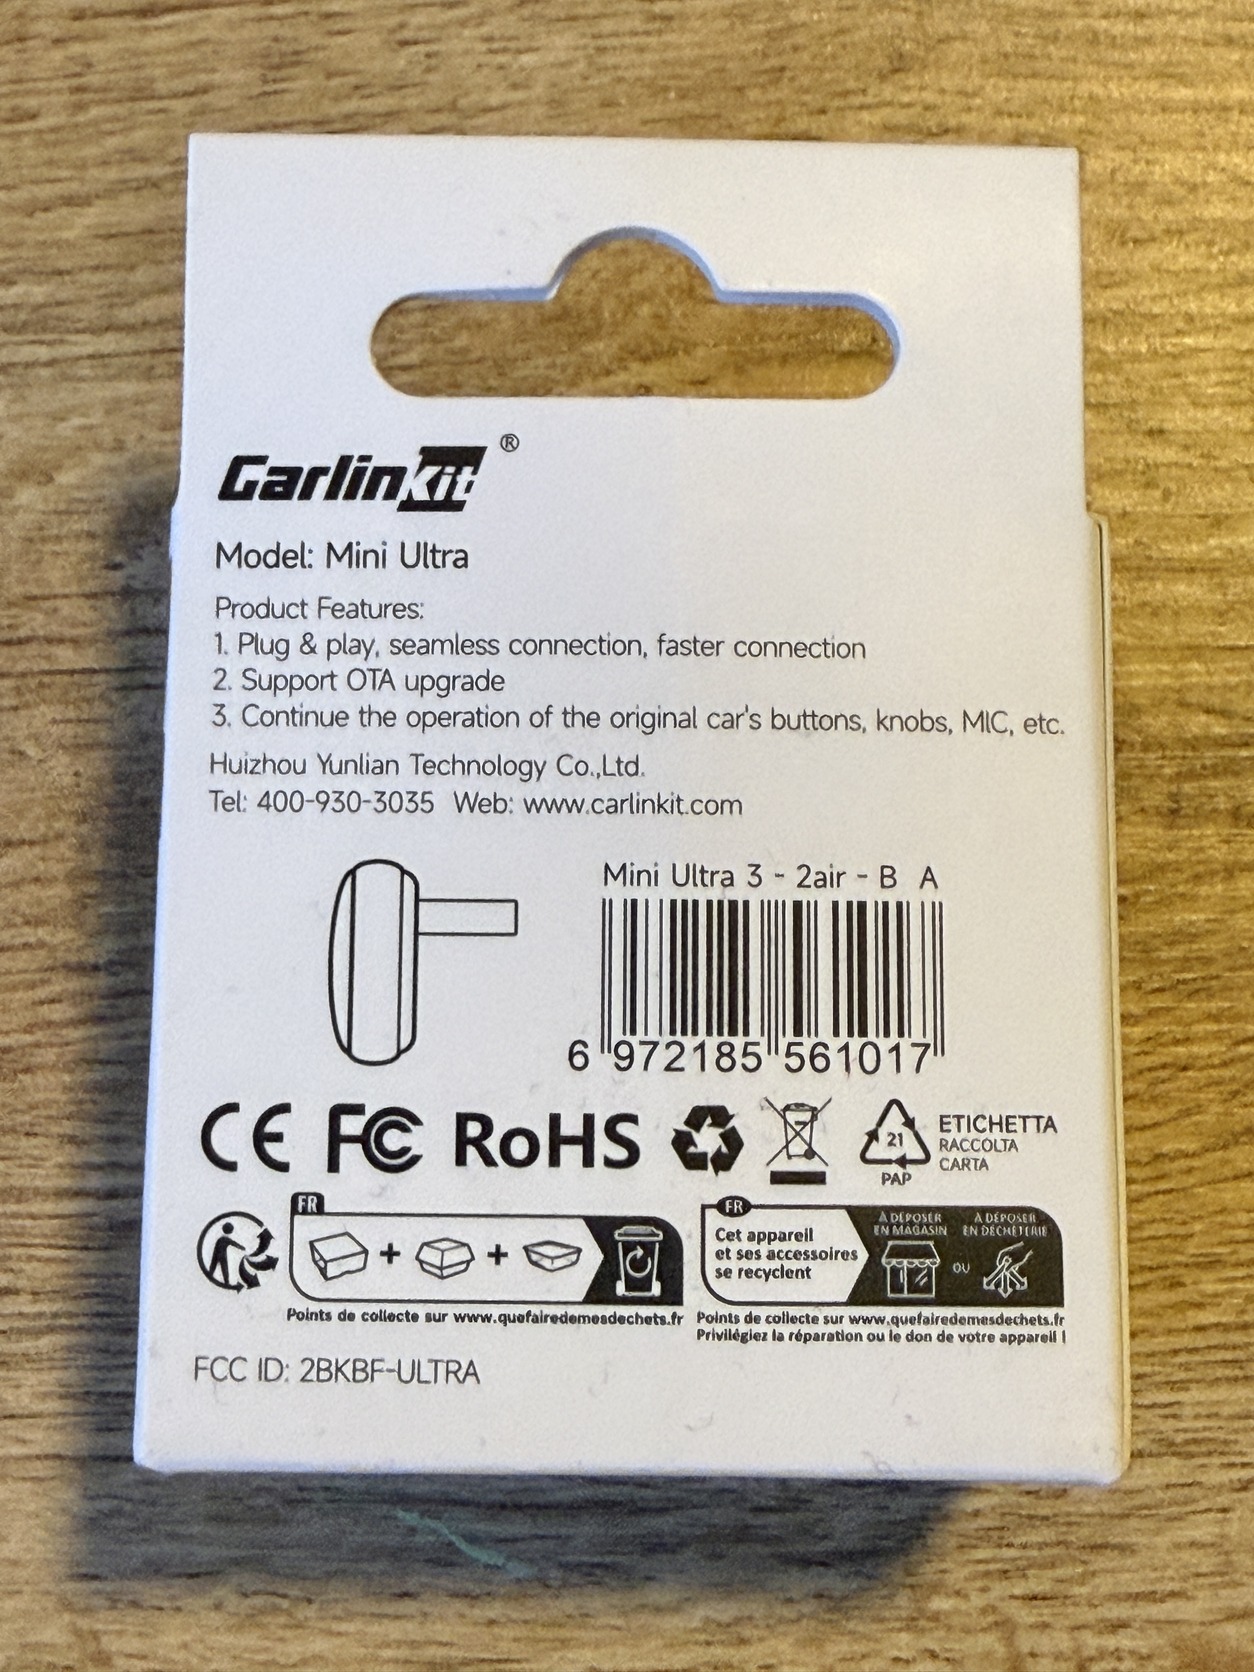 Carlinkit®
Model: Mini Ultra
Product Features:
1. Plug & play, seamless connection, faster connection
2. Support OTA upgrade
3. Continue the operation of the original car's buttons, knobs, MIC, etc.
Huizhou Yunlian Technology Co.,Ltd.
Tel: 400-930-3035 Web: www.carlinkit.com
Mini Ultra 3 - 2air - B A
6 972185 561017
CE FC RoHS
21
PAP
ETICHETTA
RACCOLTA
CARTA
FR
Points de collecte sur www.quefairedemesdechets.fr
FR
Cet appareil
et ses accessoires
se recyclent
À DÉPOSER
EN MAGASIN
OU
À DÉPOSER
EN DÉCHÈTERIE
Points de collecte sur www.quefairedemesdechets.fr
Privilégiez la réparation ou le don de votre appareil !
FCC ID: 2BKBF-ULTRA